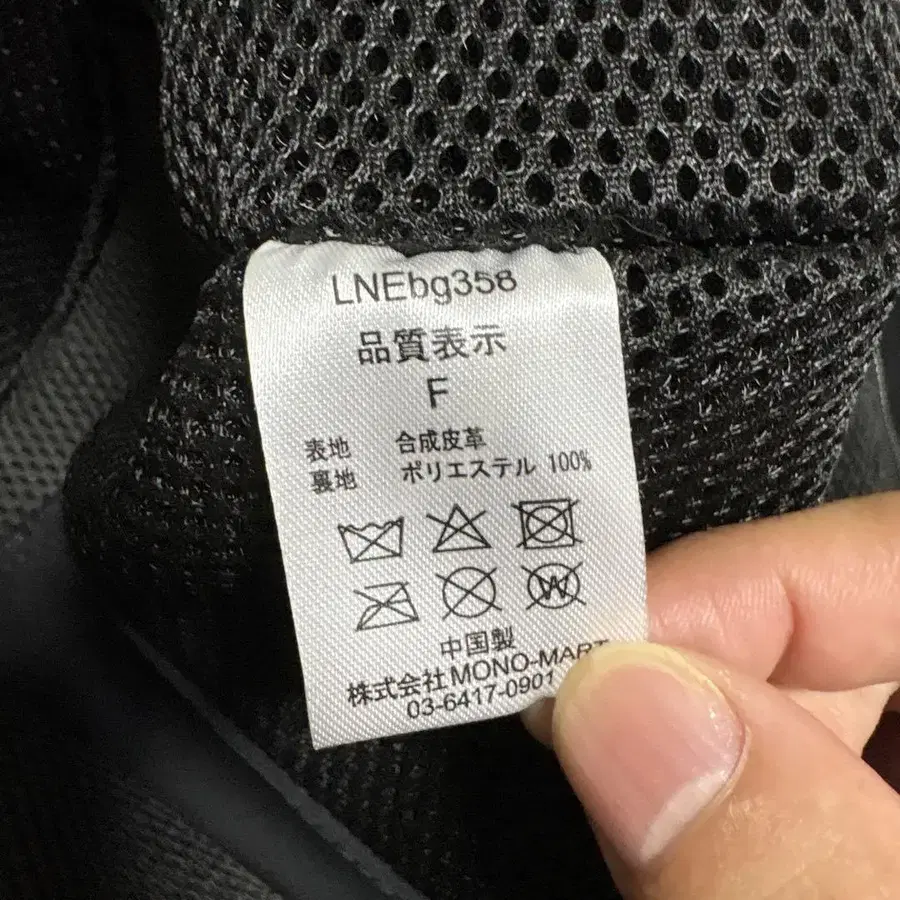 LNEbg358
品質表示
F
表地 合成皮革
裏地 ポリエステル 100%
W
中国製
株式会社MONO-MART
03-6417-0901